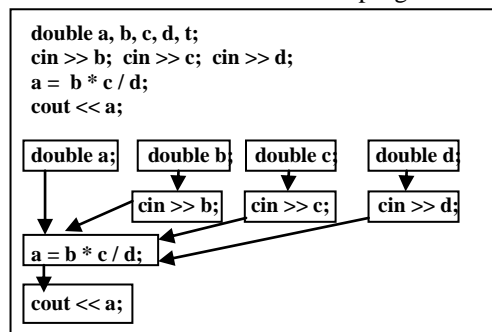 double a, b, c, d, t;
cin >> b; cin >> c; cin >> d;
a = b * c / d;
cout << a;
double a; double b; double c; double d;
cin >> b; cin >> c; cin >> d;
a = b * c / d;
cout << a;